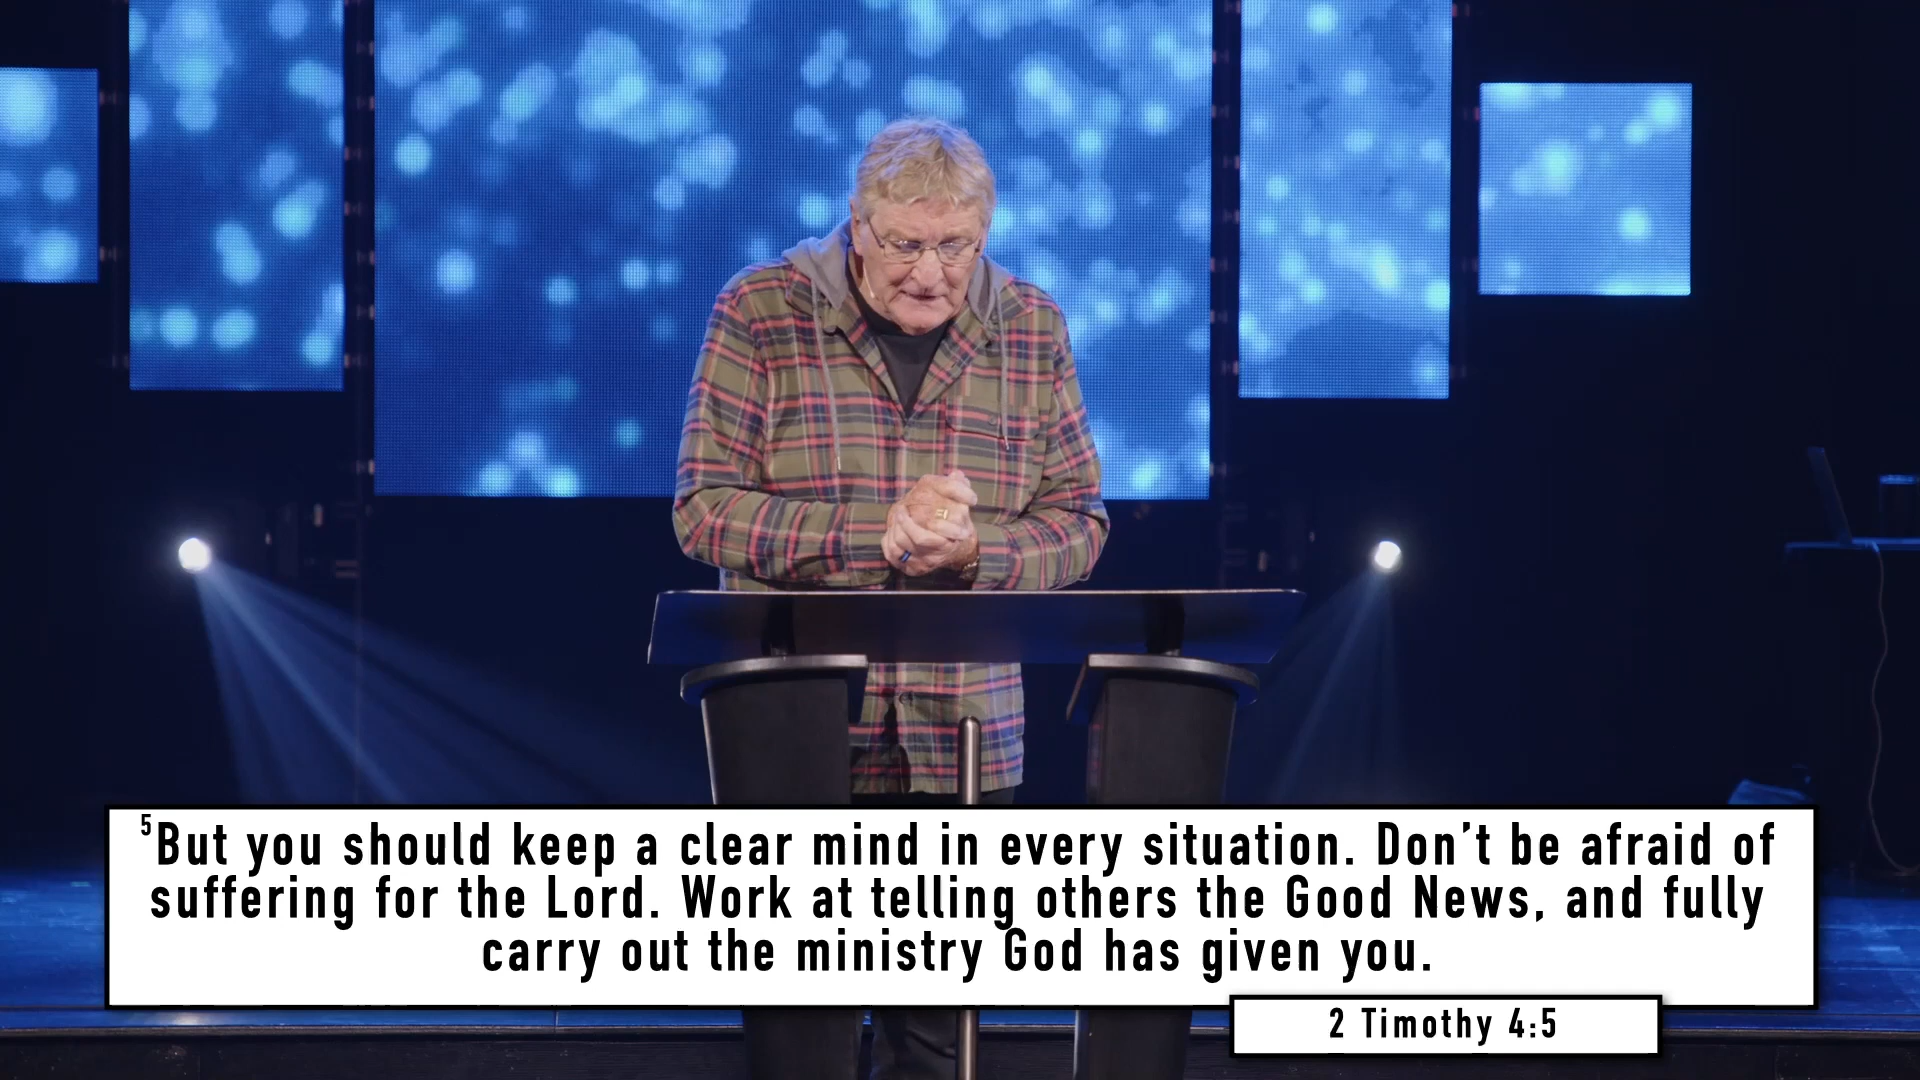 ⁵But you should keep a clear mind in every situation. Don’t be afraid of
suffering for the Lord. Work at telling others the Good News, and fully
carry out the ministry God has given you.
2 Timothy 4:5